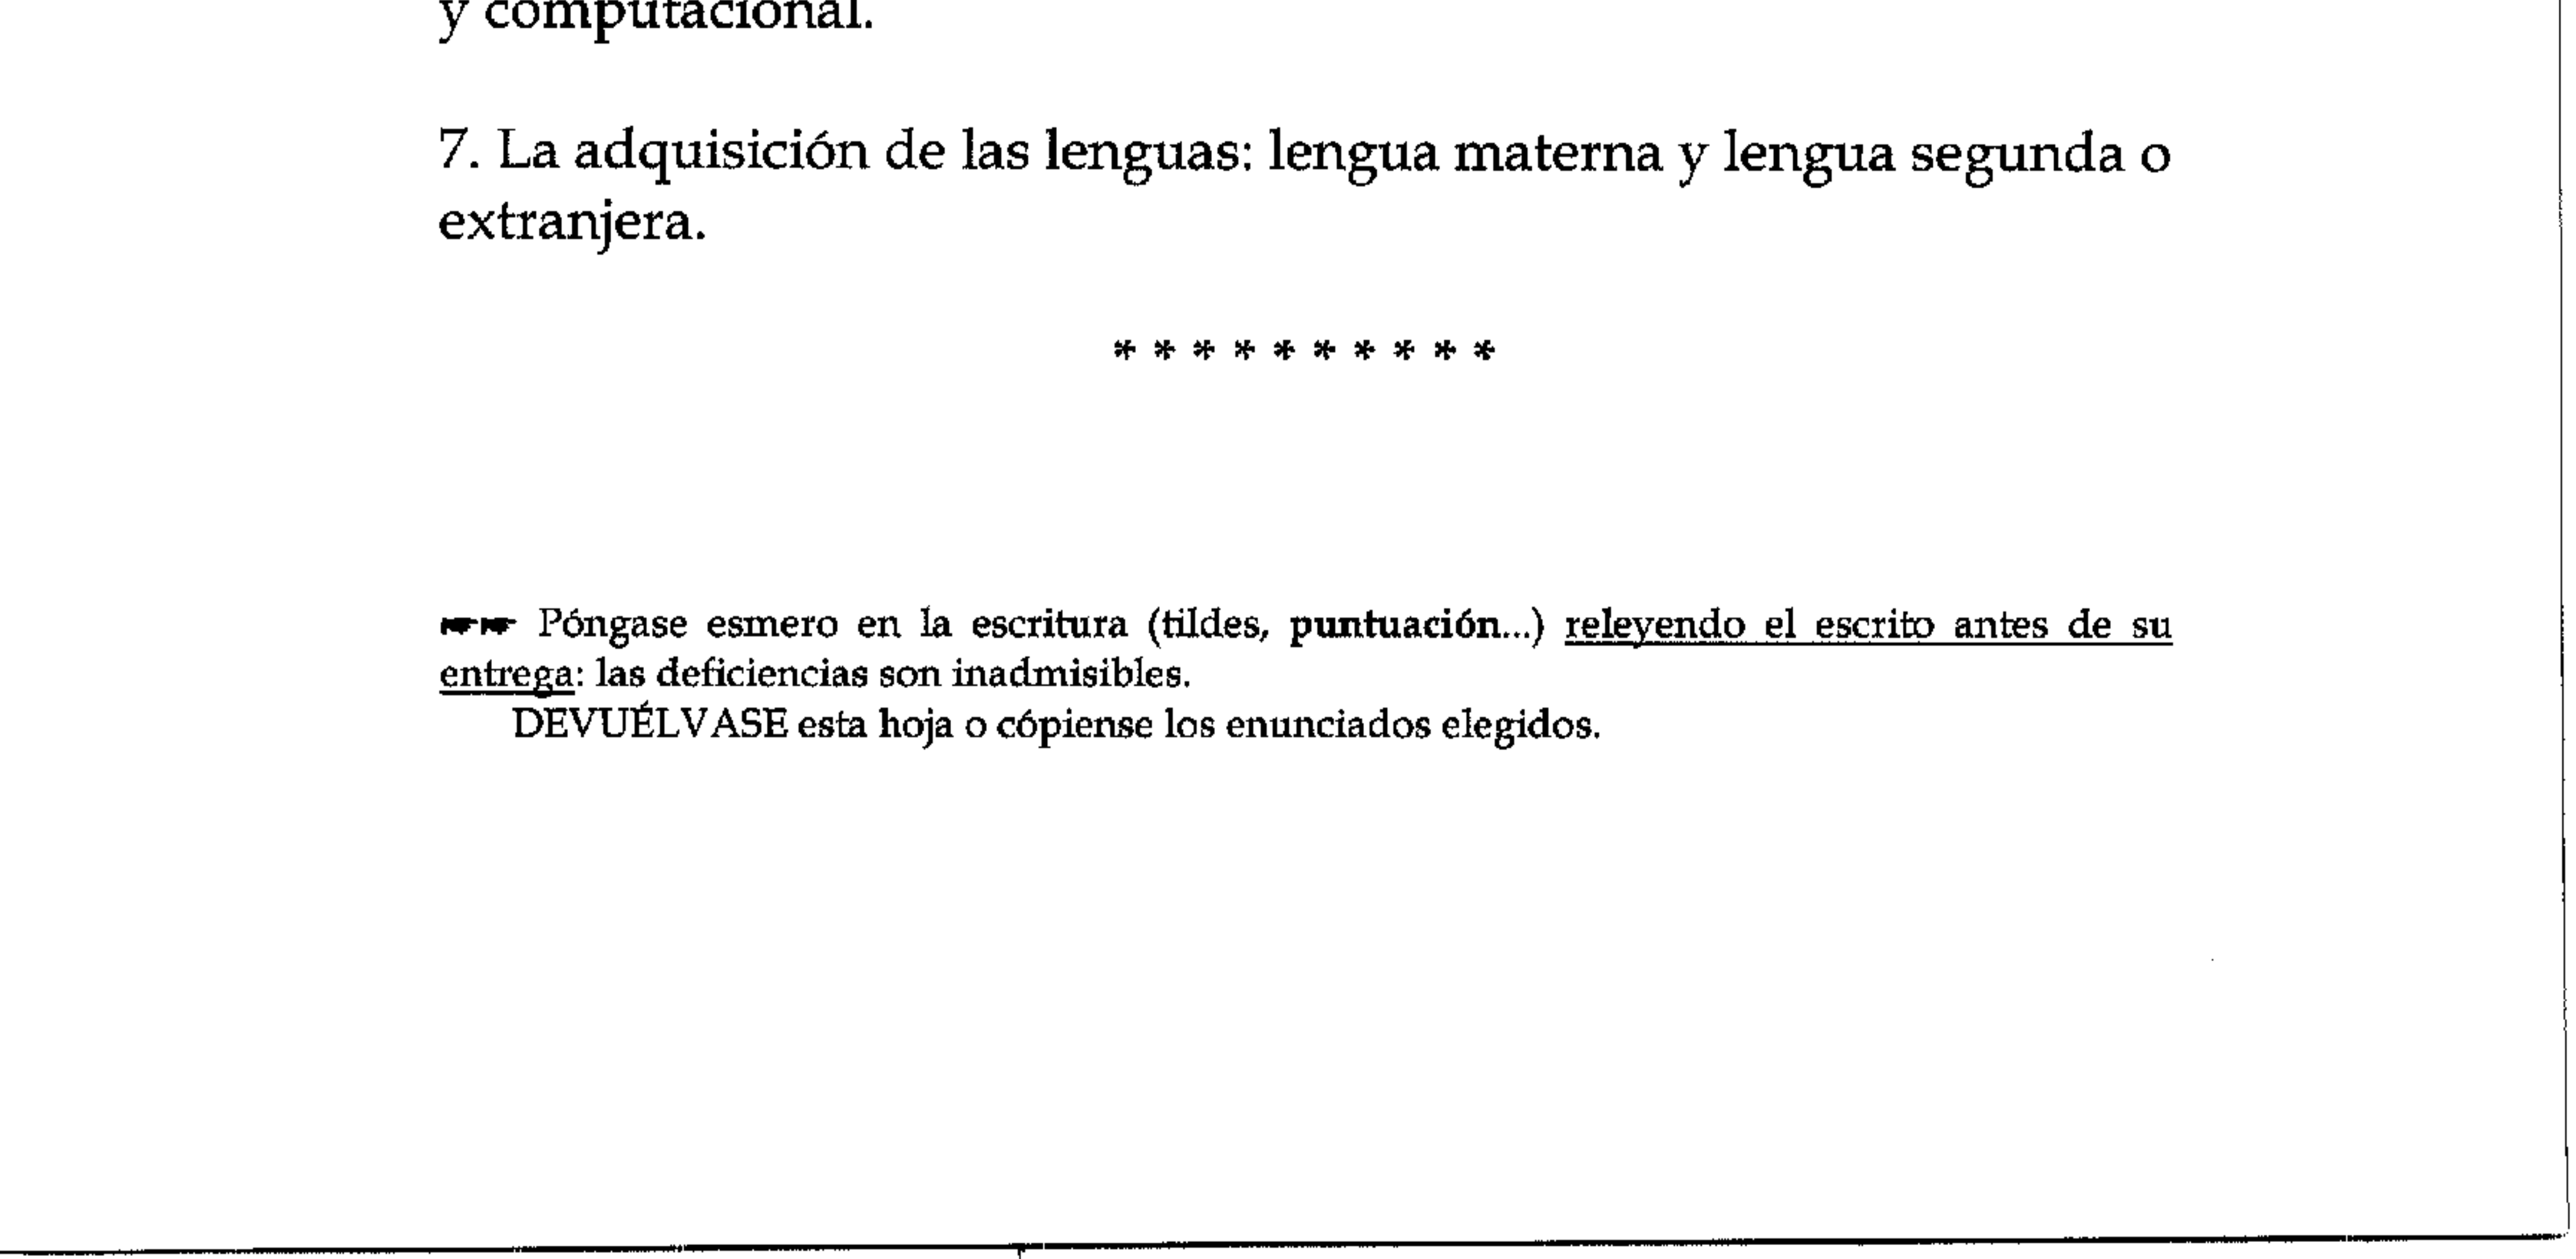 y computacional.
7. La adquisición de las lenguas: lengua materna y lengua segunda o
extranjera.
* * * * * * * * * *
☛☛ Póngase esmero en la escritura (tildes, puntuación...) releyendo el escrito antes de su
entrega: las deficiencias son inadmisibles.
DEVUÉLVASE esta hoja o cópiense los enunciados elegidos.